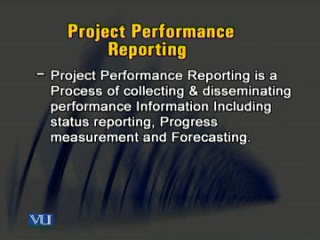 Project Performance
Reporting
– Project Performance Reporting is a
Process of collecting & disseminating
performance Information Including
status reporting, Progress
measurement and Forecasting.
VU